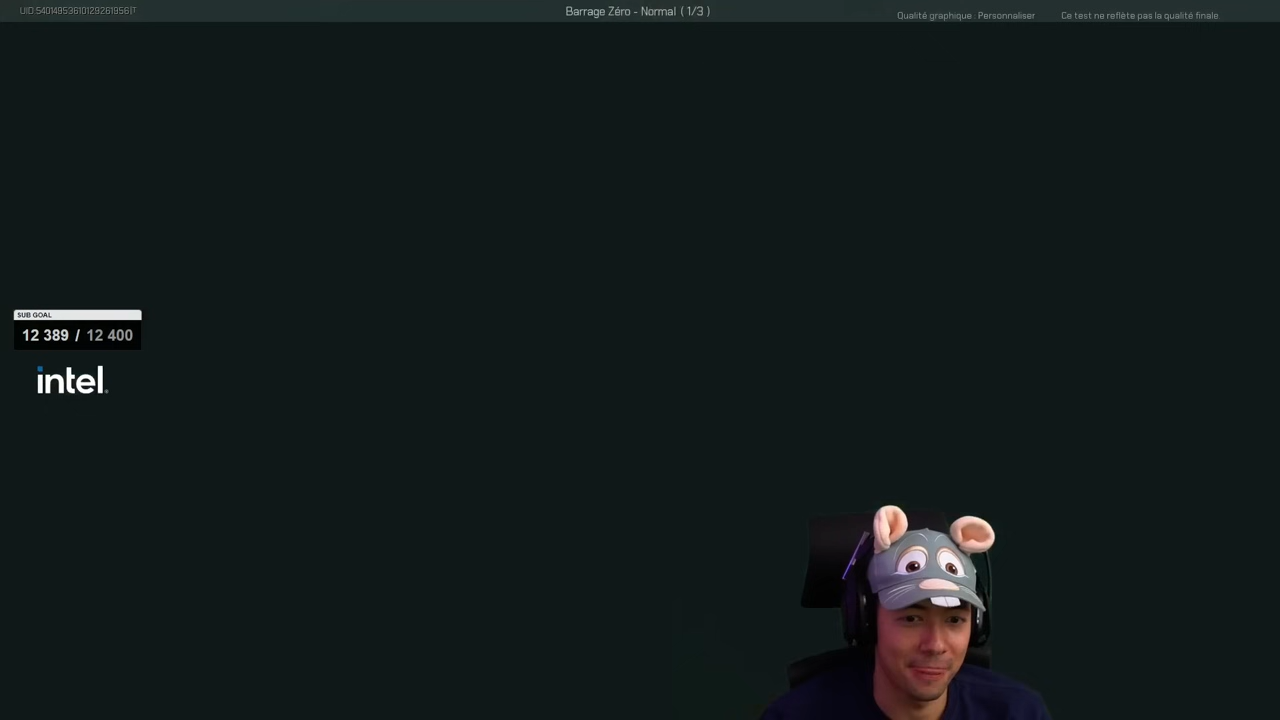 Barrage Zéro - Normal ( 1/3 )
Qualité graphique : Personnaliser
Ce test ne reflète pas la qualité finale.
SUB GOAL
12 389 / 12 400
intel.